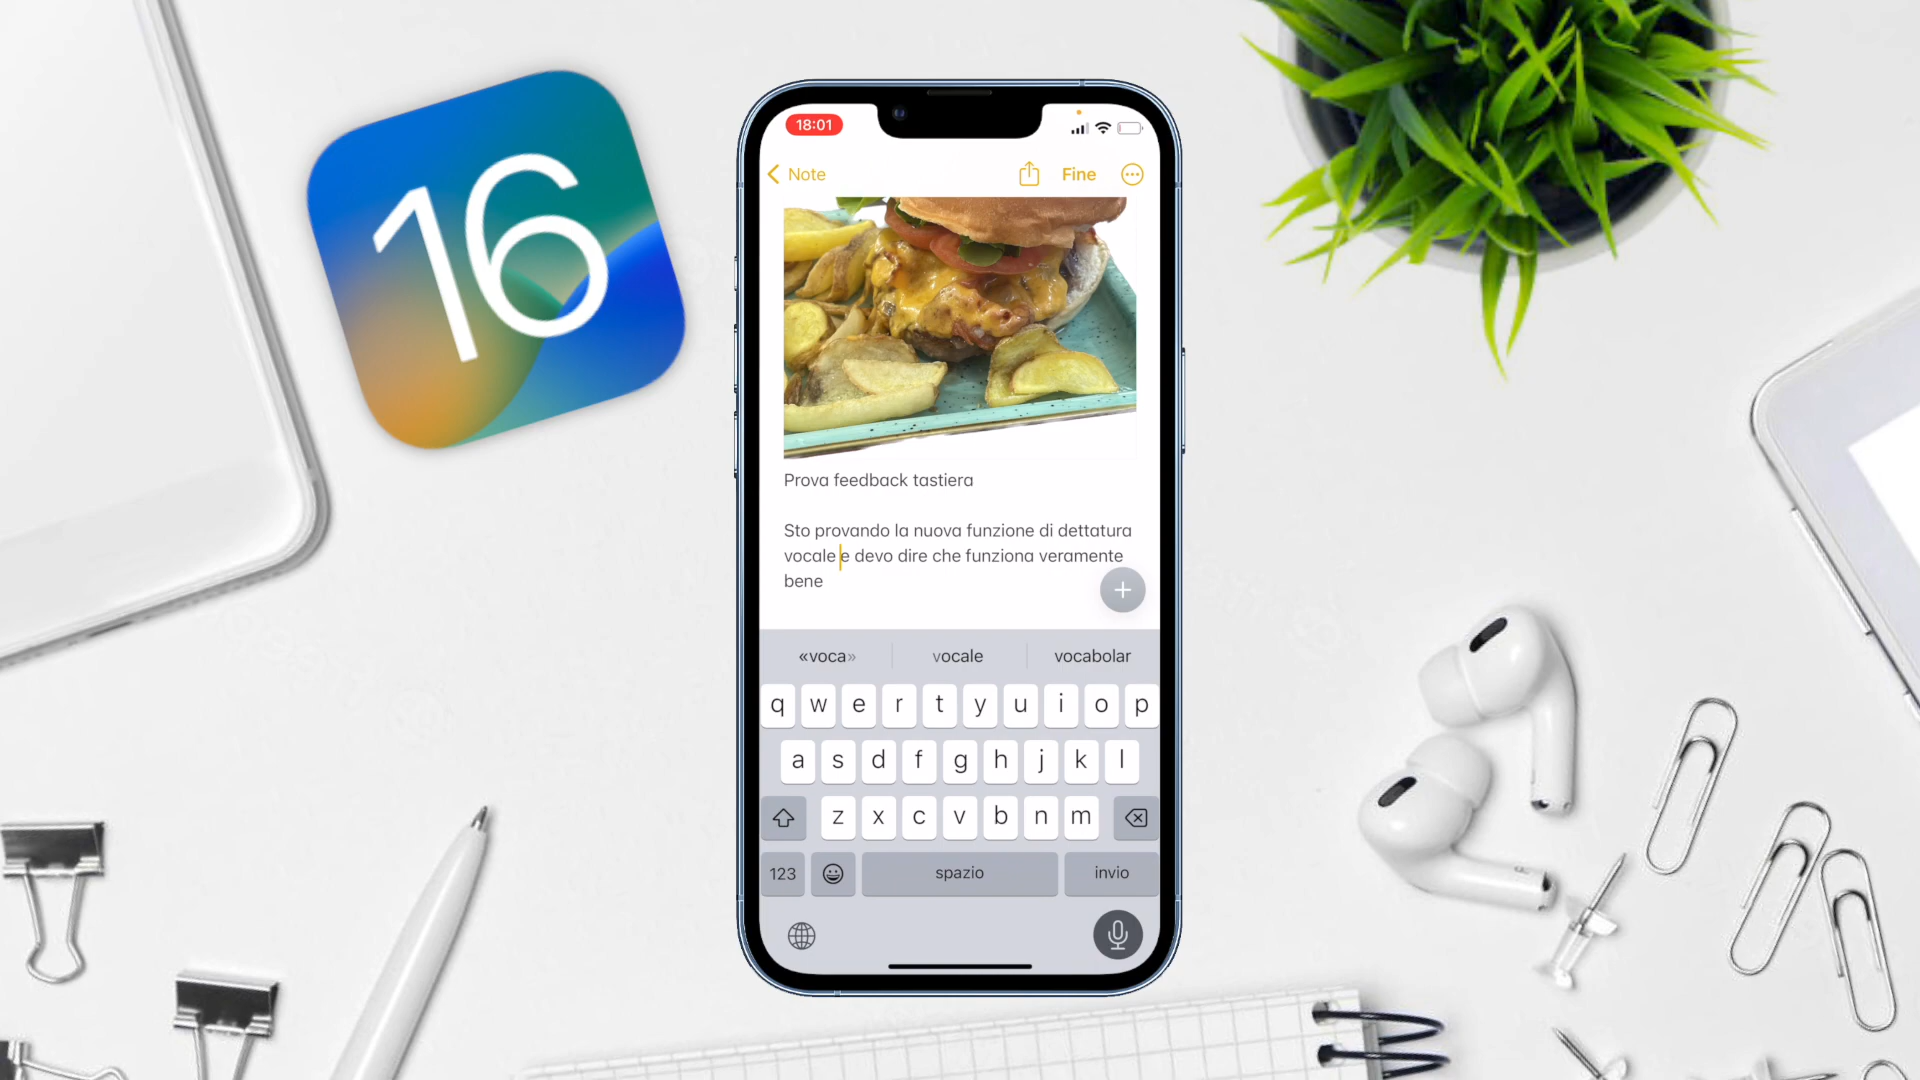 16
18:01
Note
Fine
Prova feedback tastiera
Sto provando la nuova funzione di dettatura
vocale e devo dire che funziona veramente
bene
«voca» vocale vocabolar
q w e r t y u i o p
a s d f g h j k l
z x c v b n m
123 spazio invio